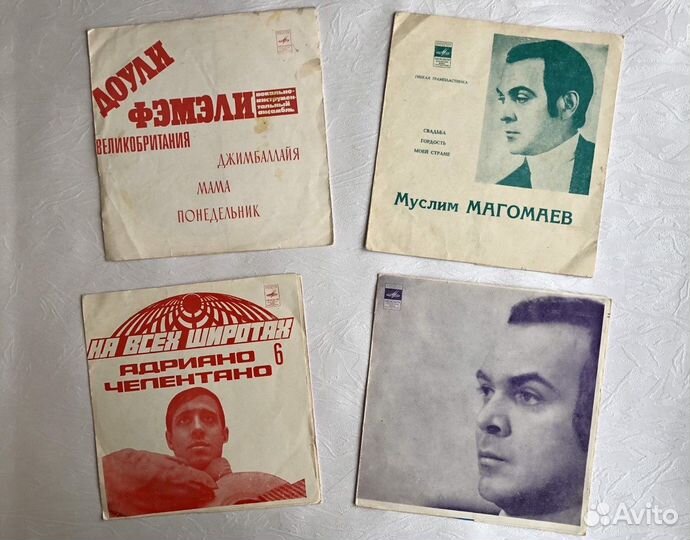 ДОУЛИ
ФЭМЭЛИ
вокально-
инструмен
тальный
ансамбль
ВЕЛИКОБРИТАНИЯ
ДЖИМБАЛЛАЙЯ
МАМА
ПОНЕДЕЛЬНИК
ГИБКАЯ ГРАМПЛАСТИНКА
СВАДЬБА
ГОРДОСТЬ
МОЕЙ СТРАНЕ
Муслим МАГОМАЕВ
НА ВСЕХ ШИРОТАХ
АДРИАНО 6
ЧЕЛЕНТАНО
Avito